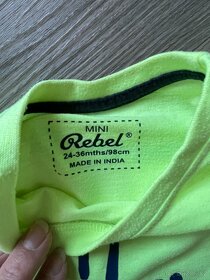 MINI
Rebel
24-36mths/98cm
MADE IN INDIA